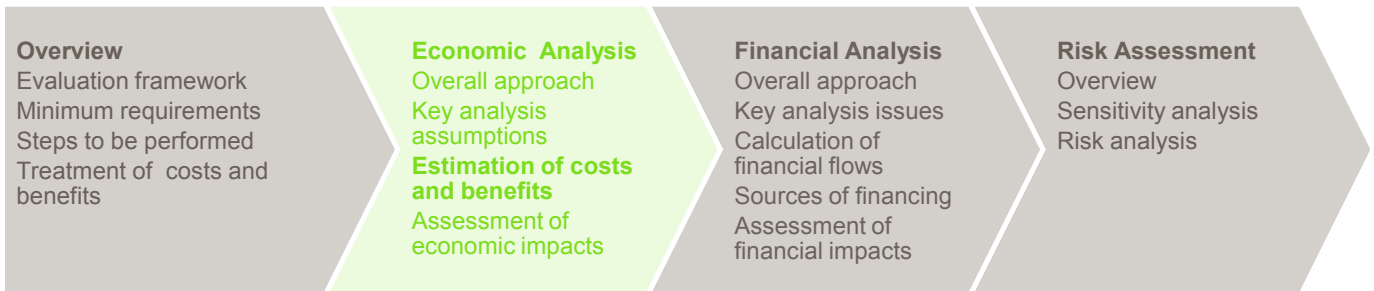 Overview
Evaluation framework
Minimum requirements
Steps to be performed
Treatment of costs and
benefits
Economic Analysis
Overall approach
Key analysis
assumptions
Estimation of costs
and benefits
Assessment of
economic impacts
Financial Analysis
Overall approach
Key analysis issues
Calculation of
financial flows
Sources of financing
Assessment of
financial impacts
Risk Assessment
Overview
Sensitivity analysis
Risk analysis